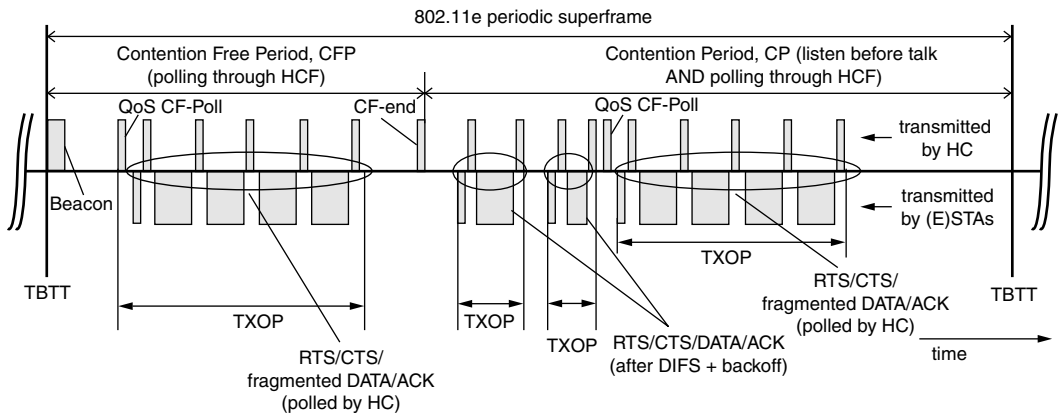 802.11e periodic superframe
Contention Free Period, CFP
(polling through HCF)
Contention Period, CP (listen before talk
AND polling through HCF)
QoS CF-Poll
CF-end
QoS CF-Poll
transmitted
by HC
Beacon
transmitted
by (E)STAs
TBTT
TXOP
TXOP
TXOP
TXOP
TBTT
RTS/CTS/
fragmented DATA/ACK
(polled by HC)
RTS/CTS/DATA/ACK
(after DIFS + backoff)
RTS/CTS/
fragmented DATA/ACK
(polled by HC)
time